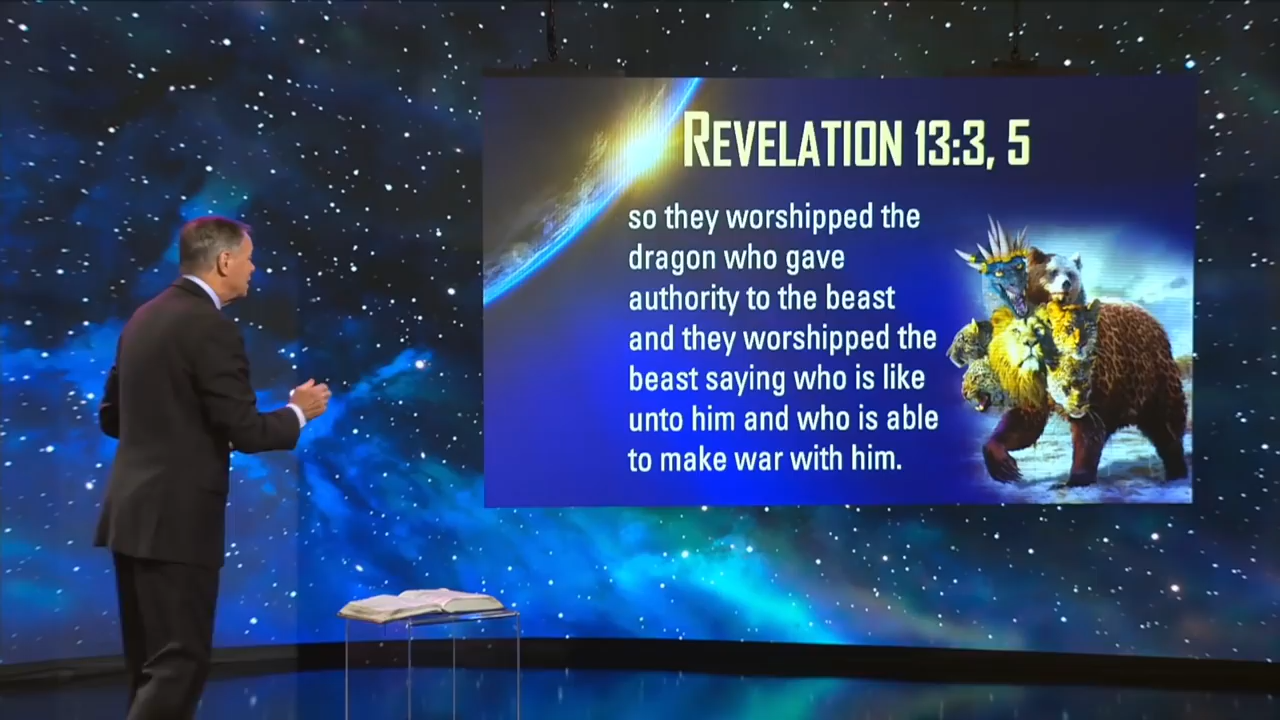 REVELATION 13:3, 5
so they worshipped the
dragon who gave
authority to the beast
and they worshipped the
beast saying who is like
unto him and who is able
to make war with him.